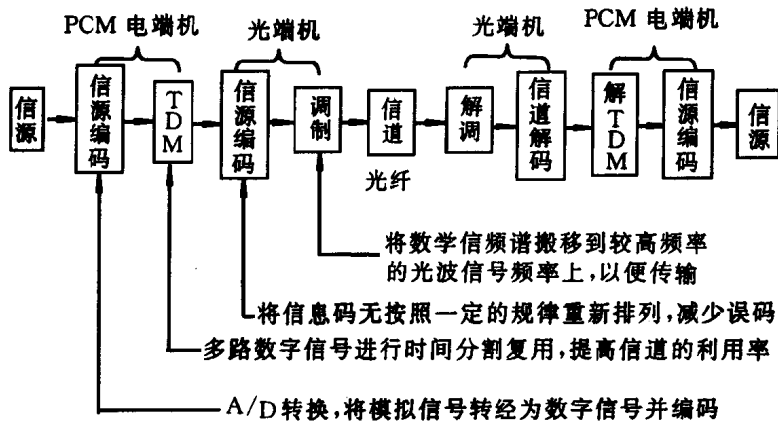 PCM 电端机
光端机
光端机
PCM 电端机
信源
信源编码
TDM
信源编码
调制
信道
解调
信道解码
解TDM
信源编码
信源
光纤
将数学信频谱搬移到较高频率
的光波信号频率上,以便传输
将信息码无按照一定的规律重新排列,减少误码
多路数字信号进行时间分割复用,提高信道的利用率
A/D 转换,将模拟信号转经为数字信号并编码